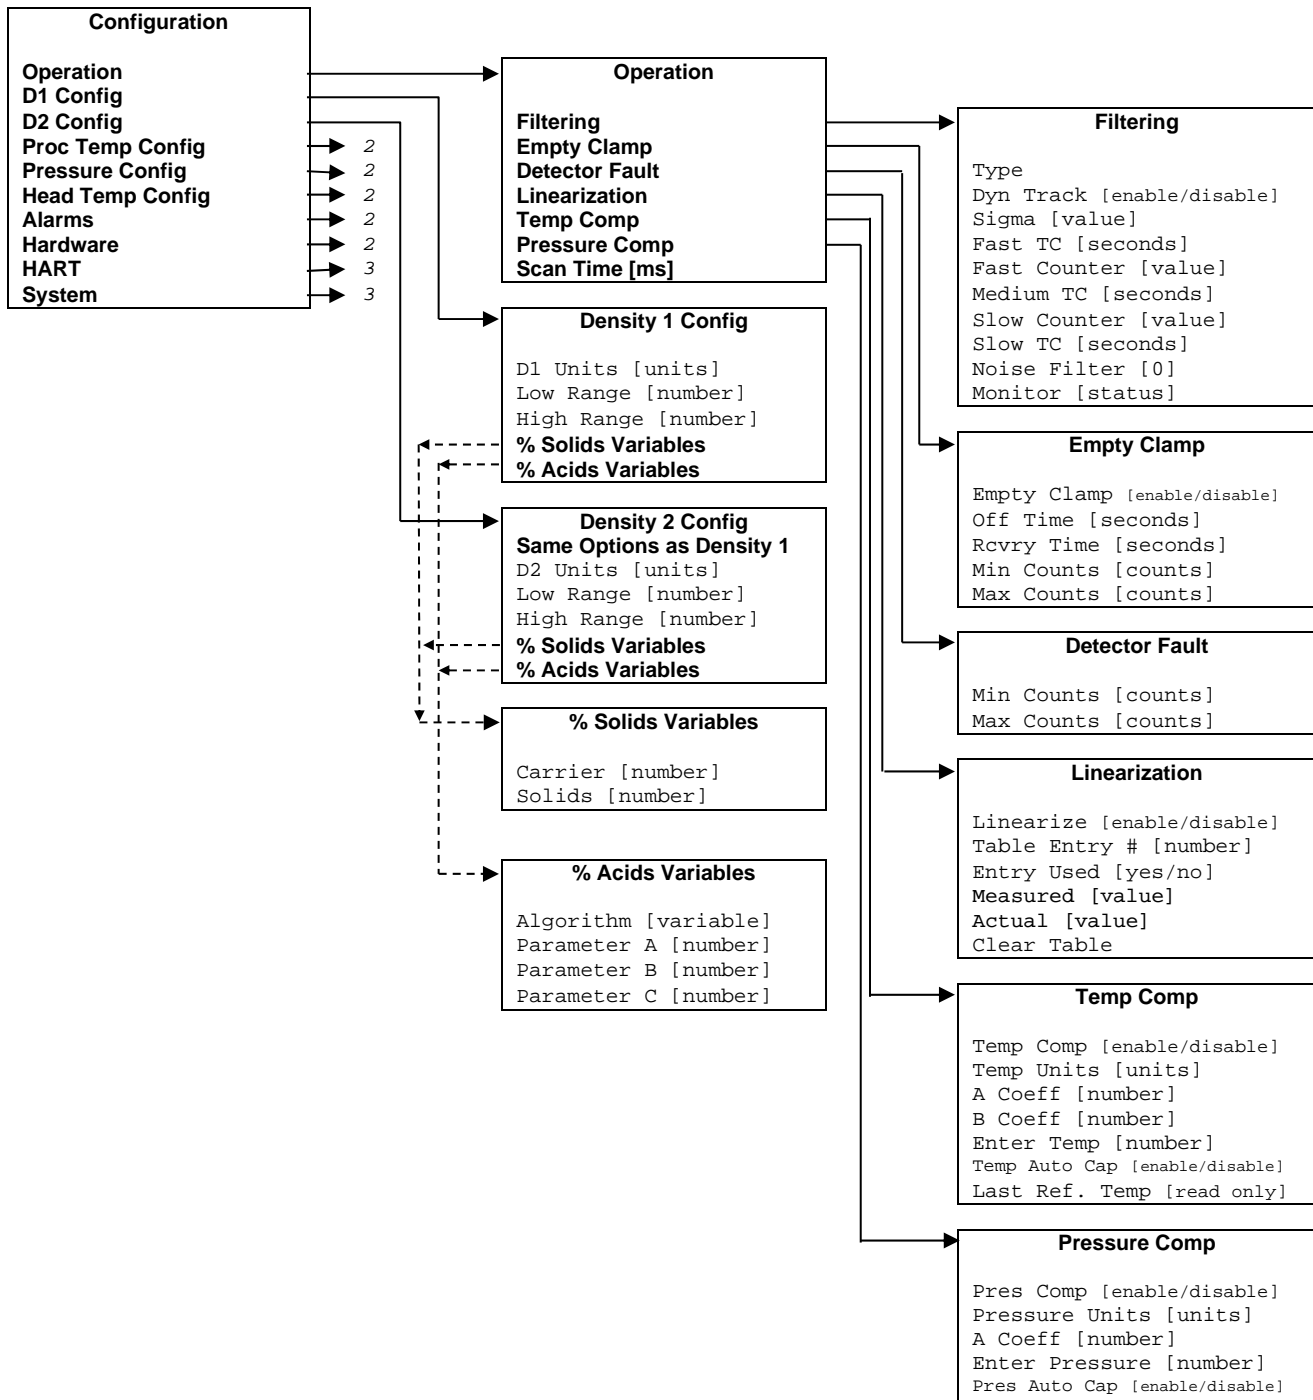 Configuration
Operation
D1 Config
D2 Config
Proc Temp Config 2
Pressure Config 2
Head Temp Config 2
Alarms 2
Hardware 2
HART 3
System 3
Operation
Filtering
Empty Clamp
Detector Fault
Linearization
Temp Comp
Pressure Comp
Scan Time [ms]
Density 1 Config
D1 Units [units]
Low Range [number]
High Range [number]
% Solids Variables
% Acids Variables
Density 2 Config
Same Options as Density 1
D2 Units [units]
Low Range [number]
High Range [number]
% Solids Variables
% Acids Variables
% Solids Variables
Carrier [number]
Solids [number]
% Acids Variables
Algorithm [variable]
Parameter A [number]
Parameter B [number]
Parameter C [number]
Filtering
Type
Dyn Track [enable/disable]
Sigma [value]
Fast TC [seconds]
Fast Counter [value]
Medium TC [seconds]
Slow Counter [value]
Slow TC [seconds]
Noise Filter [0]
Monitor [status]
Empty Clamp
Empty Clamp [enable/disable]
Off Time [seconds]
Rcvry Time [seconds]
Min Counts [counts]
Max Counts [counts]
Detector Fault
Min Counts [counts]
Max Counts [counts]
Linearization
Linearize [enable/disable]
Table Entry # [number]
Entry Used [yes/no]
Measured [value]
Actual [value]
Clear Table
Temp Comp
Temp Comp [enable/disable]
Temp Units [units]
A Coeff [number]
B Coeff [number]
Enter Temp [number]
Temp Auto Cap [enable/disable]
Last Ref. Temp [read only]
Pressure Comp
Pres Comp [enable/disable]
Pressure Units [units]
A Coeff [number]
Enter Pressure [number]
Pres Auto Cap [enable/disable]